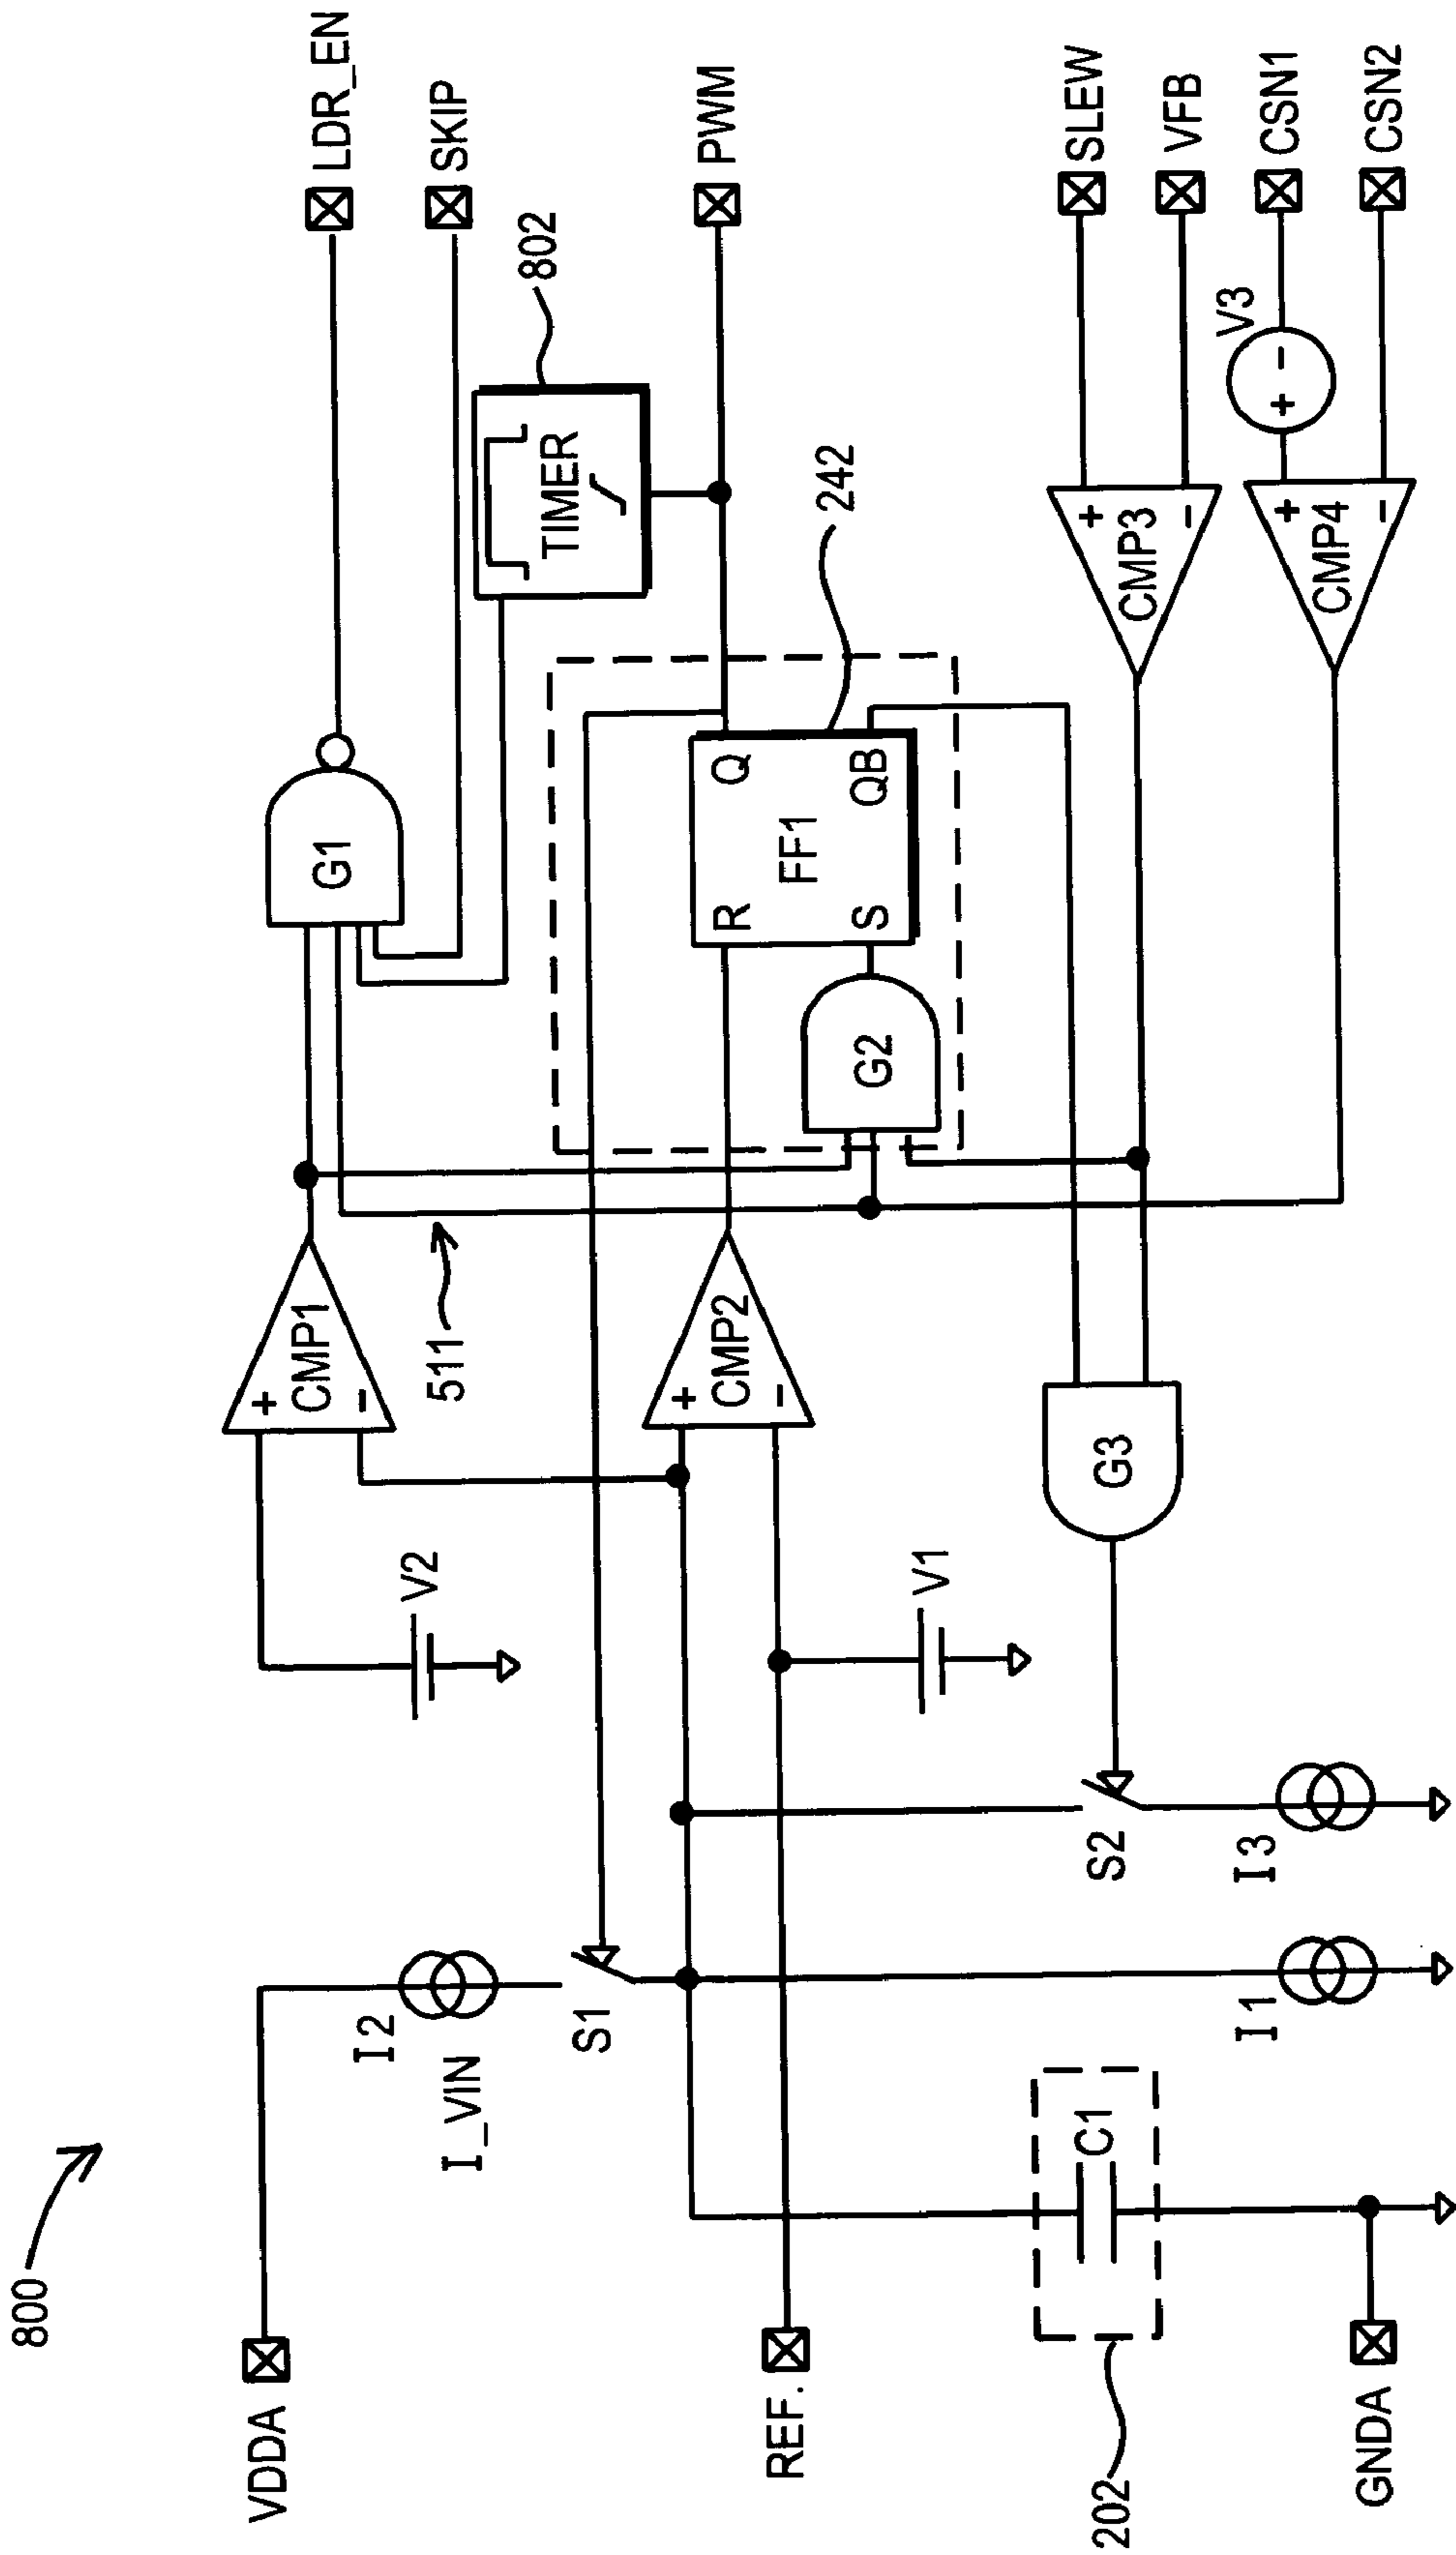 800
VDDA
I2
I_VIN
S1
REF.
202
C1
GNDA
I1
S2
I3
V2
V1
+
-
CMP1
511
+
-
CMP2
G3
G1
G2
R
S
FF1
Q
QB
242
TIMER
802
LDR_EN
SKIP
PWM
+
-
CMP3
+
-
CMP4
V3
+
-
SLEW
VFB
CSN1
CSN2